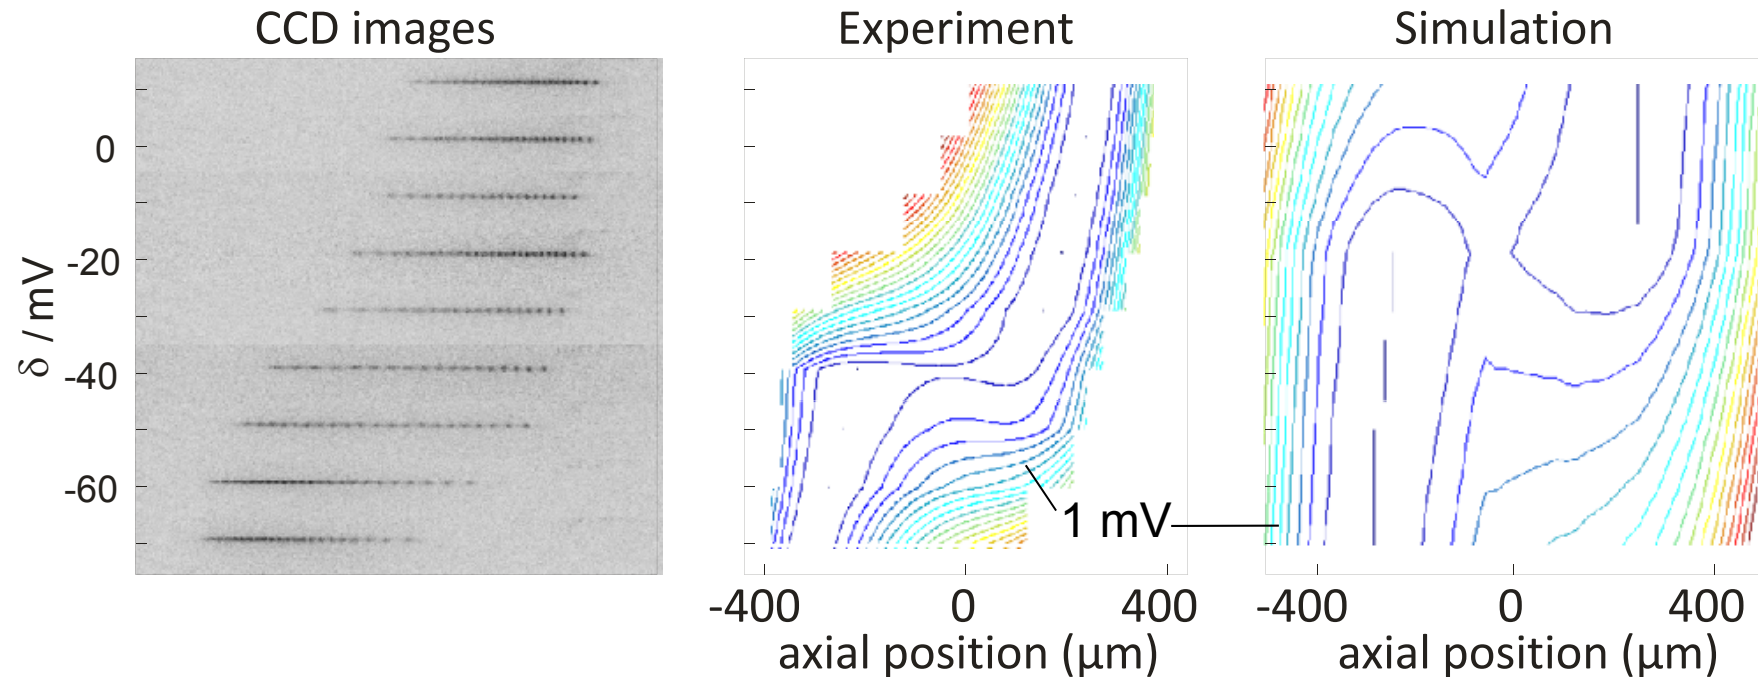 CCD images
Experiment
Simulation
δ / mV
0
-20
-40
-60
1 mV
-400 0 400
axial position (µm)
-400 0 400
axial position (µm)